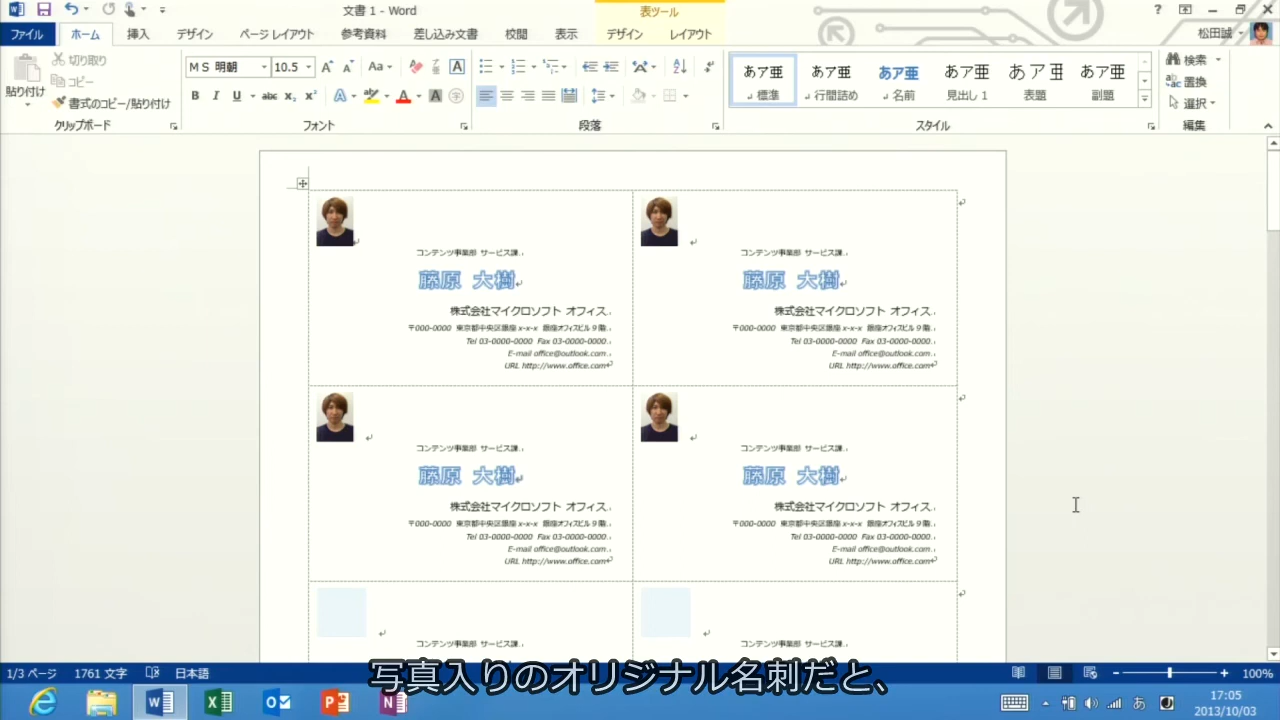 文書 1 - Word
表ツール
ファイル ホーム 挿入 デザイン ページ レイアウト 参考資料 差し込み文書 校閲 表示 デザイン レイアウト
松田誠
貼り付け
切り取り
コピー
書式のコピー/貼り付け
クリップボード
ＭＳ 明朝 10.5
フォント
段落
あア亜 標準
あア亜 行間詰め
あア亜 名前
あア亜 見出し 1
あア亜 表題
あア亜 副題
スタイル
検索
置換
選択
編集
コンテンツ事業部 サービス課
藤原 大樹
株式会社マイクロソフト オフィス
〒000-0000 東京都中央区銀座 x-x-x 銀座オフィスビル 9 階
Tel 03-0000-0000 Fax 03-0000-0000
E-mail office@outlook.com
URL http://www.office.com
コンテンツ事業部 サービス課
藤原 大樹
株式会社マイクロソフト オフィス
〒000-0000 東京都中央区銀座 x-x-x 銀座オフィスビル 9 階
Tel 03-0000-0000 Fax 03-0000-0000
E-mail office@outlook.com
URL http://www.office.com
コンテンツ事業部 サービス課
藤原 大樹
株式会社マイクロソフト オフィス
〒000-0000 東京都中央区銀座 x-x-x 銀座オフィスビル 9 階
Tel 03-0000-0000 Fax 03-0000-0000
E-mail office@outlook.com
URL http://www.office.com
コンテンツ事業部 サービス課
藤原 大樹
株式会社マイクロソフト オフィス
〒000-0000 東京都中央区銀座 x-x-x 銀座オフィスビル 9 階
Tel 03-0000-0000 Fax 03-0000-0000
E-mail office@outlook.com
URL http://www.office.com
コンテンツ事業部 サービス課
コンテンツ事業部 サービス課
写真入りのオリジナル名刺だと、
1/3 ページ 1761 文字 日本語
100%
17:05
2013/10/03